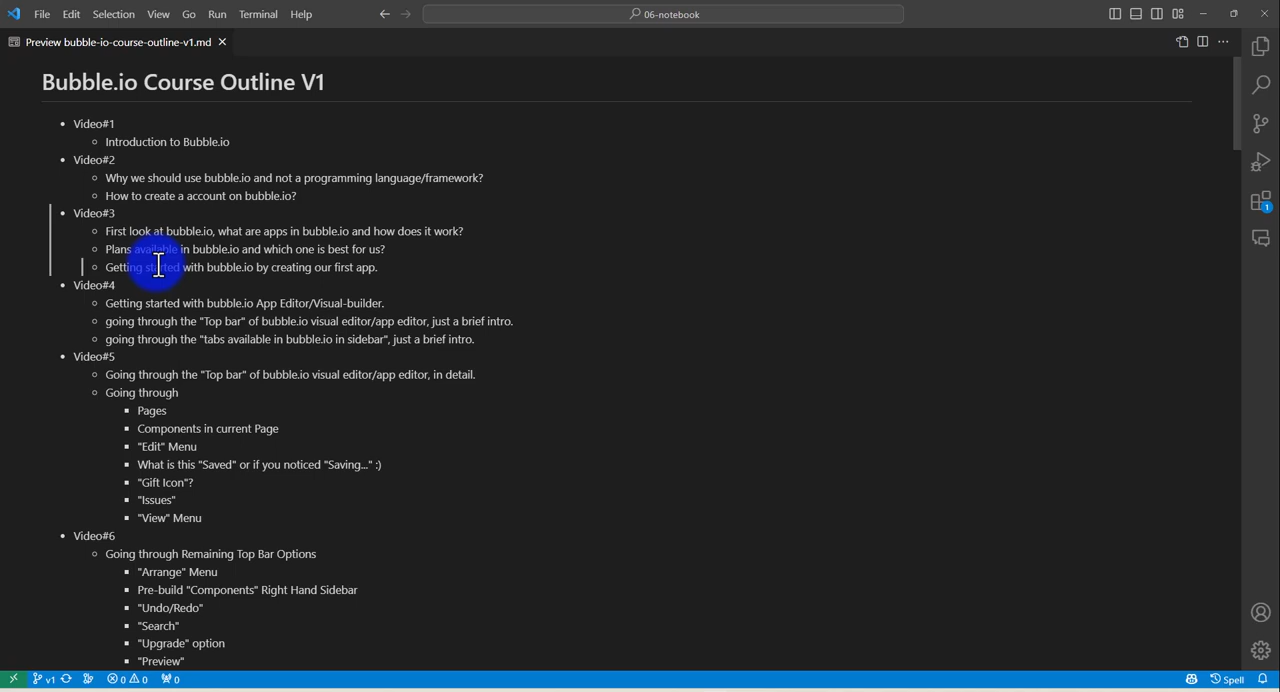 File Edit Selection View Go Run Terminal Help
06-notebook
Preview bubble-io-course-outline-v1.md
Bubble.io Course Outline V1
Video#1
Introduction to Bubble.io
Video#2
Why we should use bubble.io and not a programming language/framework?
How to create a account on bubble.io?
Video#3
First look at bubble.io, what are apps in bubble.io and how does it work?
Plans available in bubble.io and which one is best for us?
Getting started with bubble.io by creating our first app.
Video#4
Getting started with bubble.io App Editor/Visual-builder.
going through the "Top bar" of bubble.io visual editor/app editor, just a brief intro.
going through the "tabs available in bubble.io in sidebar", just a brief intro.
Video#5
Going through the "Top bar" of bubble.io visual editor/app editor, in detail.
Going through
Pages
Components in current Page
"Edit" Menu
What is this "Saved" or if you noticed "Saving..." :)
"Gift Icon"?
"Issues"
"View" Menu
Video#6
Going through Remaining Top Bar Options
"Arrange" Menu
Pre-build "Components" Right Hand Sidebar
"Undo/Redo"
"Search"
"Upgrade" option
"Preview"
1
v1 0 0 0 Spell